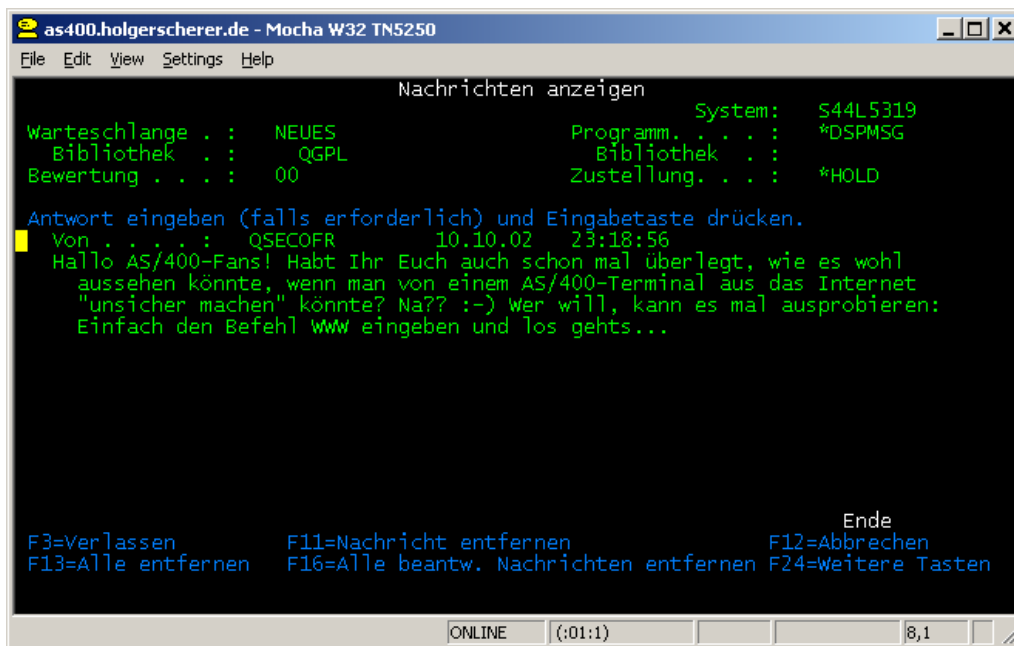 as400.holgerscherer.de - Mocha W32 TN5250
File Edit View Settings Help
Nachrichten anzeigen
System: S44L5319
Warteschlange . : NEUES Programm. . . . : *DSPMSG
Bibliothek . : QGPL Bibliothek . :
Bewertung . . . : 00 Zustellung. . . : *HOLD
Antwort eingeben (falls erforderlich) und Eingabetaste drücken.
Von . . . . : QSECOFR 10.10.02 23:18:56
Hallo AS/400-Fans! Habt Ihr Euch auch schon mal überlegt, wie es wohl
aussehen könnte, wenn man von einem AS/400-Terminal aus das Internet
"unsicher machen" könnte? Na?? :-) Wer will, kann es mal ausprobieren:
Einfach den Befehl WWW eingeben und los gehts...
Ende
F3=Verlassen F11=Nachricht entfernen F12=Abbrechen
F13=Alle entfernen F16=Alle beantw. Nachrichten entfernen F24=Weitere Tasten
ONLINE (:01:1) 8,1